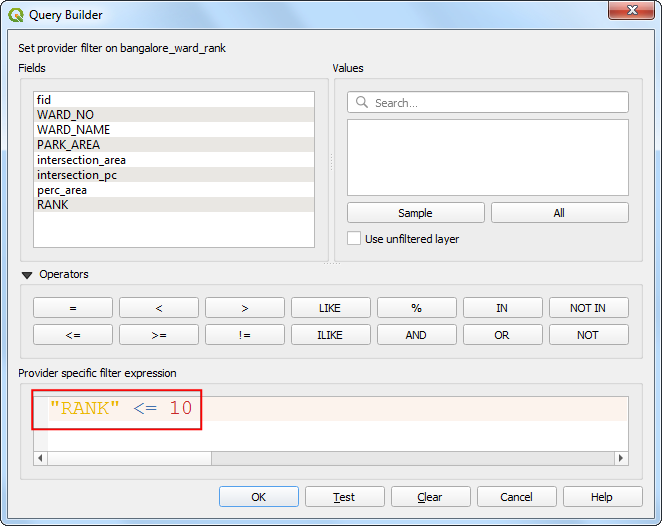 Query Builder
Set provider filter on bangalore_ward_rank
Fields
Values
fid
WARD_NO
WARD_NAME
PARK_AREA
intersection_area
intersection_pc
perc_area
RANK
Search...
Sample All
Use unfiltered layer
Operators
= < > LIKE % IN NOT IN
<= >= != ILIKE AND OR NOT
Provider specific filter expression
"RANK" <= 10
OK Test Clear Cancel Help